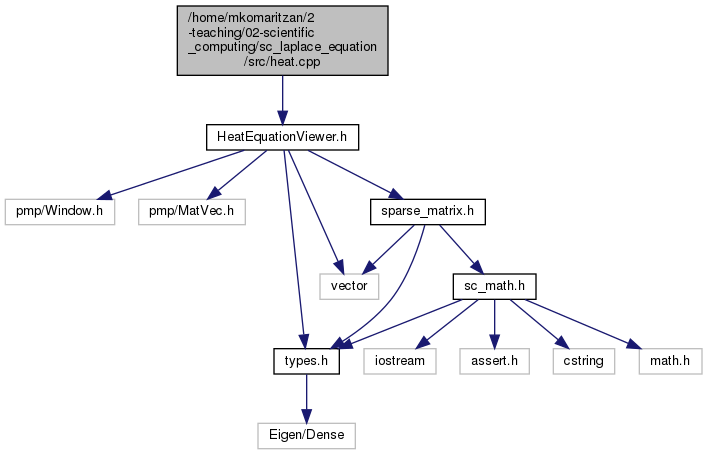 /home/mkomaritzan/2
-teaching/02-scientific
_computing/sc_laplace_equation
/src/heat.cpp
HeatEquationViewer.h
pmp/Window.h
pmp/MatVec.h
sparse_matrix.h
vector
sc_math.h
types.h
iostream
assert.h
cstring
math.h
Eigen/Dense